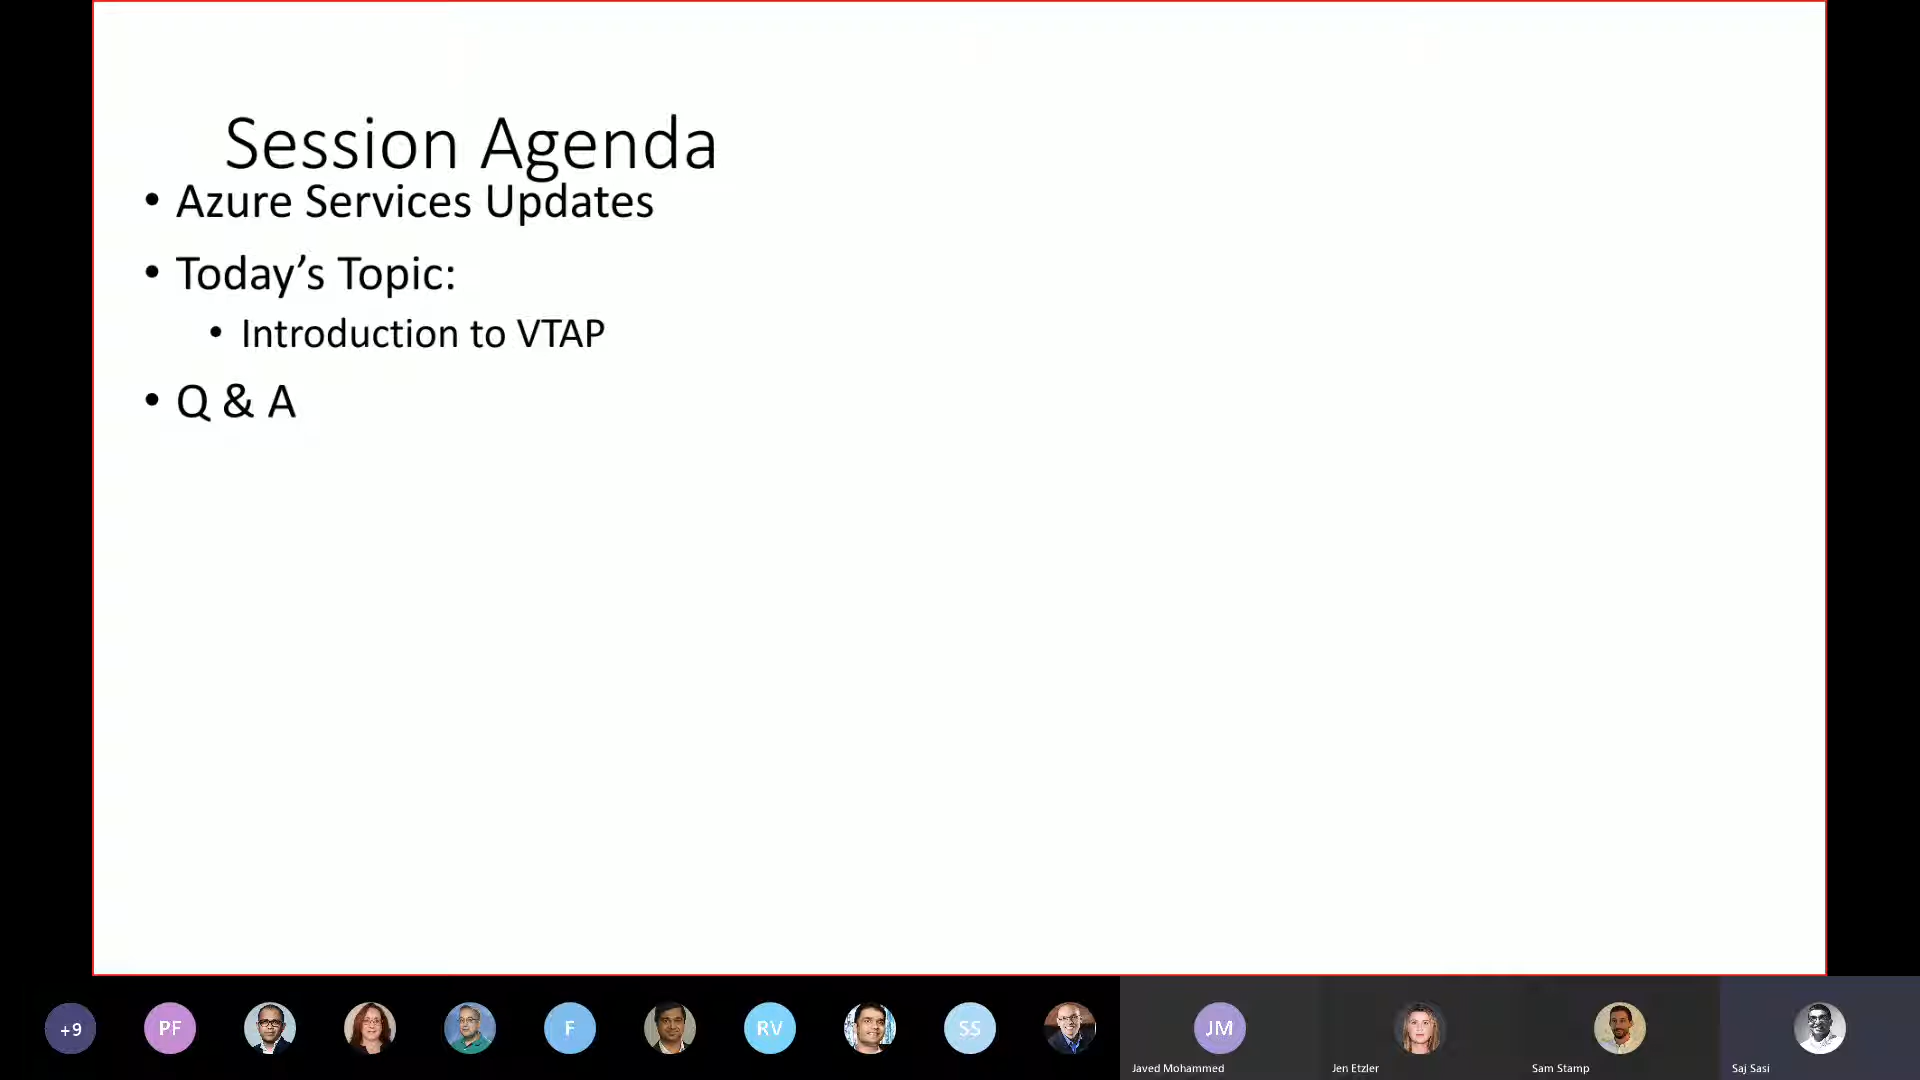 Session Agenda
• Azure Services Updates
• Today’s Topic:
• Introduction to VTAP
• Q & A
+9
PF
F
RV
SS
JM
Javed Mohammed
Jen Etzler
Sam Stamp
Saj Sasi